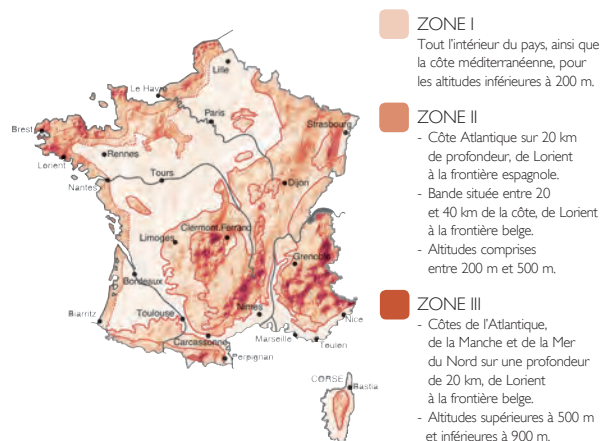 ZONE I
Tout l'intérieur du pays, ainsi que
la côte méditerranéenne, pour
les altitudes inférieures à 200 m.
ZONE II
- Côte Atlantique sur 20 km
de profondeur, de Lorient
à la frontière espagnole.
- Bande située entre 20
et 40 km de la côte, de Lorient
à la frontière belge.
- Altitudes comprises
entre 200 m et 500 m.
ZONE III
- Côtes de l'Atlantique,
de la Manche et de la Mer
du Nord sur une profondeur
de 20 km, de Lorient
à la frontière belge.
- Altitudes supérieures à 500 m
et inférieures à 900 m.
Lille
Le Havre
Paris
Strasbourg
Brest
Rennes
Lorient
Tours
Nantes
Dijon
Limoges
Clermont-Ferrand
Grenoble
Bordeaux
Biarritz
Toulouse
Nîmes
Nice
Carcassonne
Marseille
Toulon
Perpignan
CORSE
Bastia